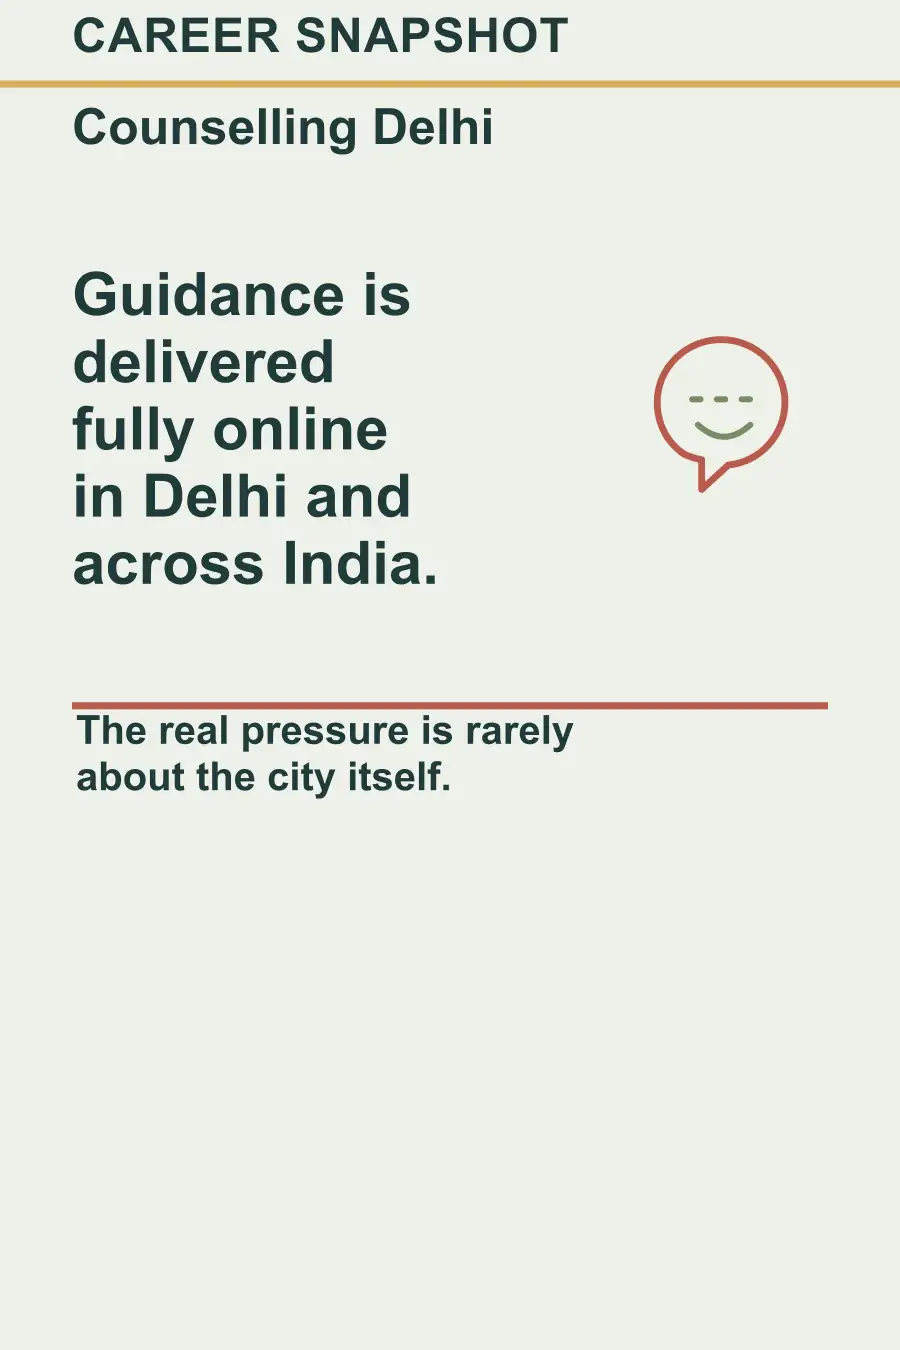 CAREER SNAPSHOT
Counselling Delhi
Guidance is
delivered
fully online
in Delhi and
across India.
The real pressure is rarely
about the city itself.